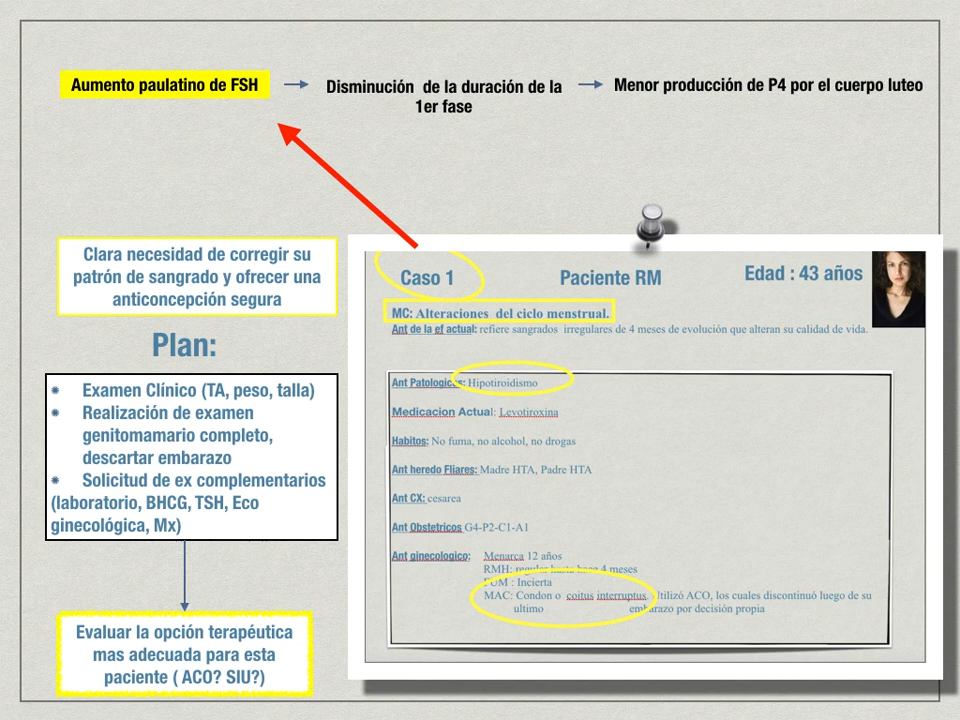 Aumento paulatino de FSH
Disminución de la duración de la
1er fase
Menor producción de P4 por el cuerpo luteo
Clara necesidad de corregir su
patrón de sangrado y ofrecer una
anticoncepción segura
Plan:
Examen Clínico (TA, peso, talla)
Realización de examen
genitomamario completo,
descartar embarazo
Solicitud de ex complementarios
(laboratorio, BHCG, TSH, Eco
ginecológica, Mx)
Evaluar la opción terapéutica
mas adecuada para esta
paciente ( ACO? SIU?)
Caso 1 Paciente RM Edad : 43 años
MC: Alteraciones del ciclo menstrual.
Ant de la ef actual: refiere sangrados irregulares de 4 meses de evolución que alteran su calidad de vida.
Ant Patologicos: Hipotiroidismo
Medicacion Actual: Levotiroxina
Habitos: No fuma, no alcohol, no drogas
Ant heredo Fliares: Madre HTA, Padre HTA
Ant CX: cesarea
Ant Obstetricos G4-P2-C1-A1
Ant ginecologico: Menarca 12 años
RMH: regular hasta hace 4 meses
FUM : Incierta
MAC: Condon o coitus interruptus. Utilizó ACO, los cuales discontinuó luego de su
ultimo embarazo por decisión propia